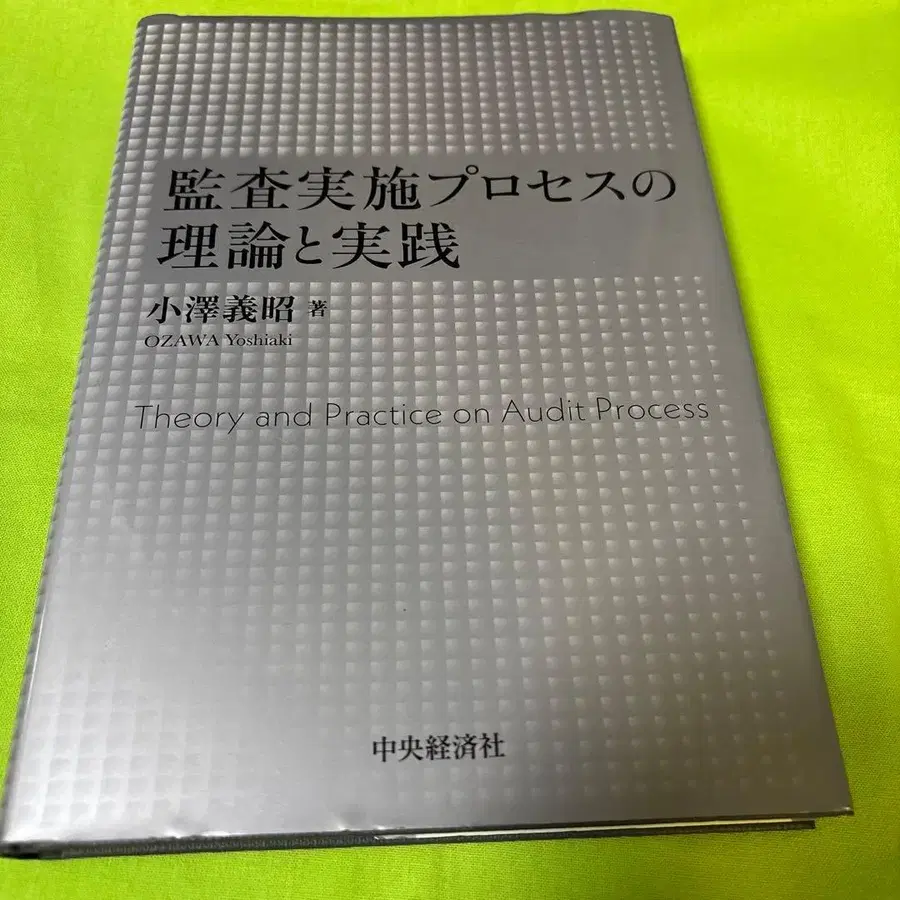 監査実施プロセスの
理論と実践
小澤義昭 著
OZAWA Yoshiaki
Theory and Practice on Audit Process
中央経済社